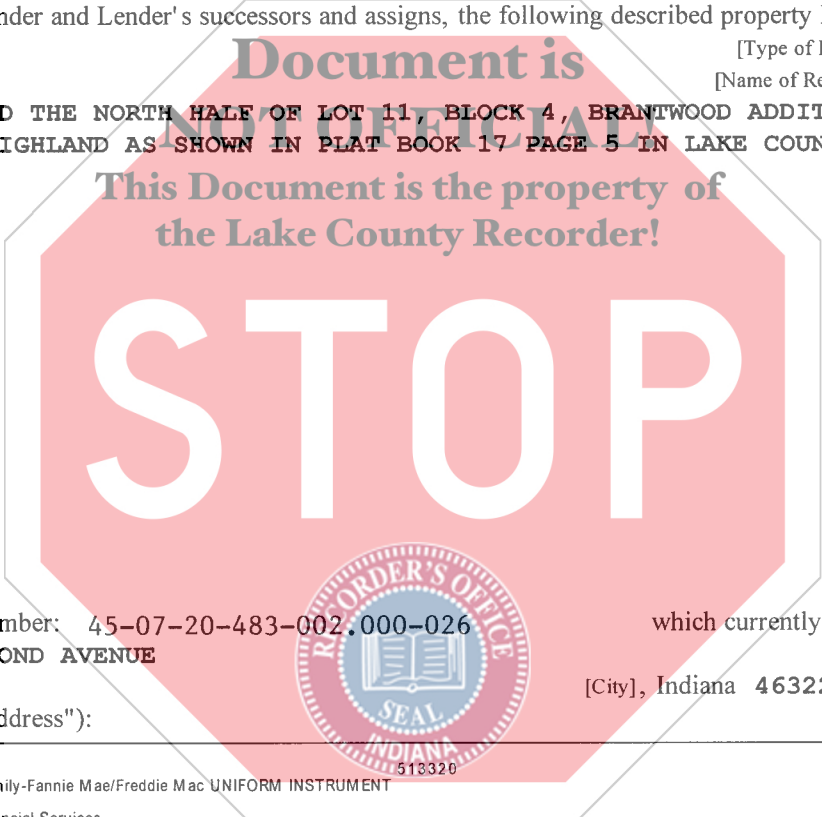 nder and Lender's successors and assigns, the following described property
Document is
[Type of
[Name of Re
D THE NORTH HALF OF LOT 11, BLOCK 4, BRANTWOOD ADDIT
NOT OFFICIAL!
IGHLAND AS SHOWN IN PLAT BOOK 17 PAGE 5 IN LAKE COUN
This Document is the property of
the Lake County Recorder!
STOP
RECORDER'S OFFICE
mber: 45-07-20-483-002.000-026 which currently
OND AVENUE
[City], Indiana 46322
SEAL
ddress"):
INDIANA
513320
nily-Fannie Mae/Freddie Mac UNIFORM INSTRUMENT
ncial Services